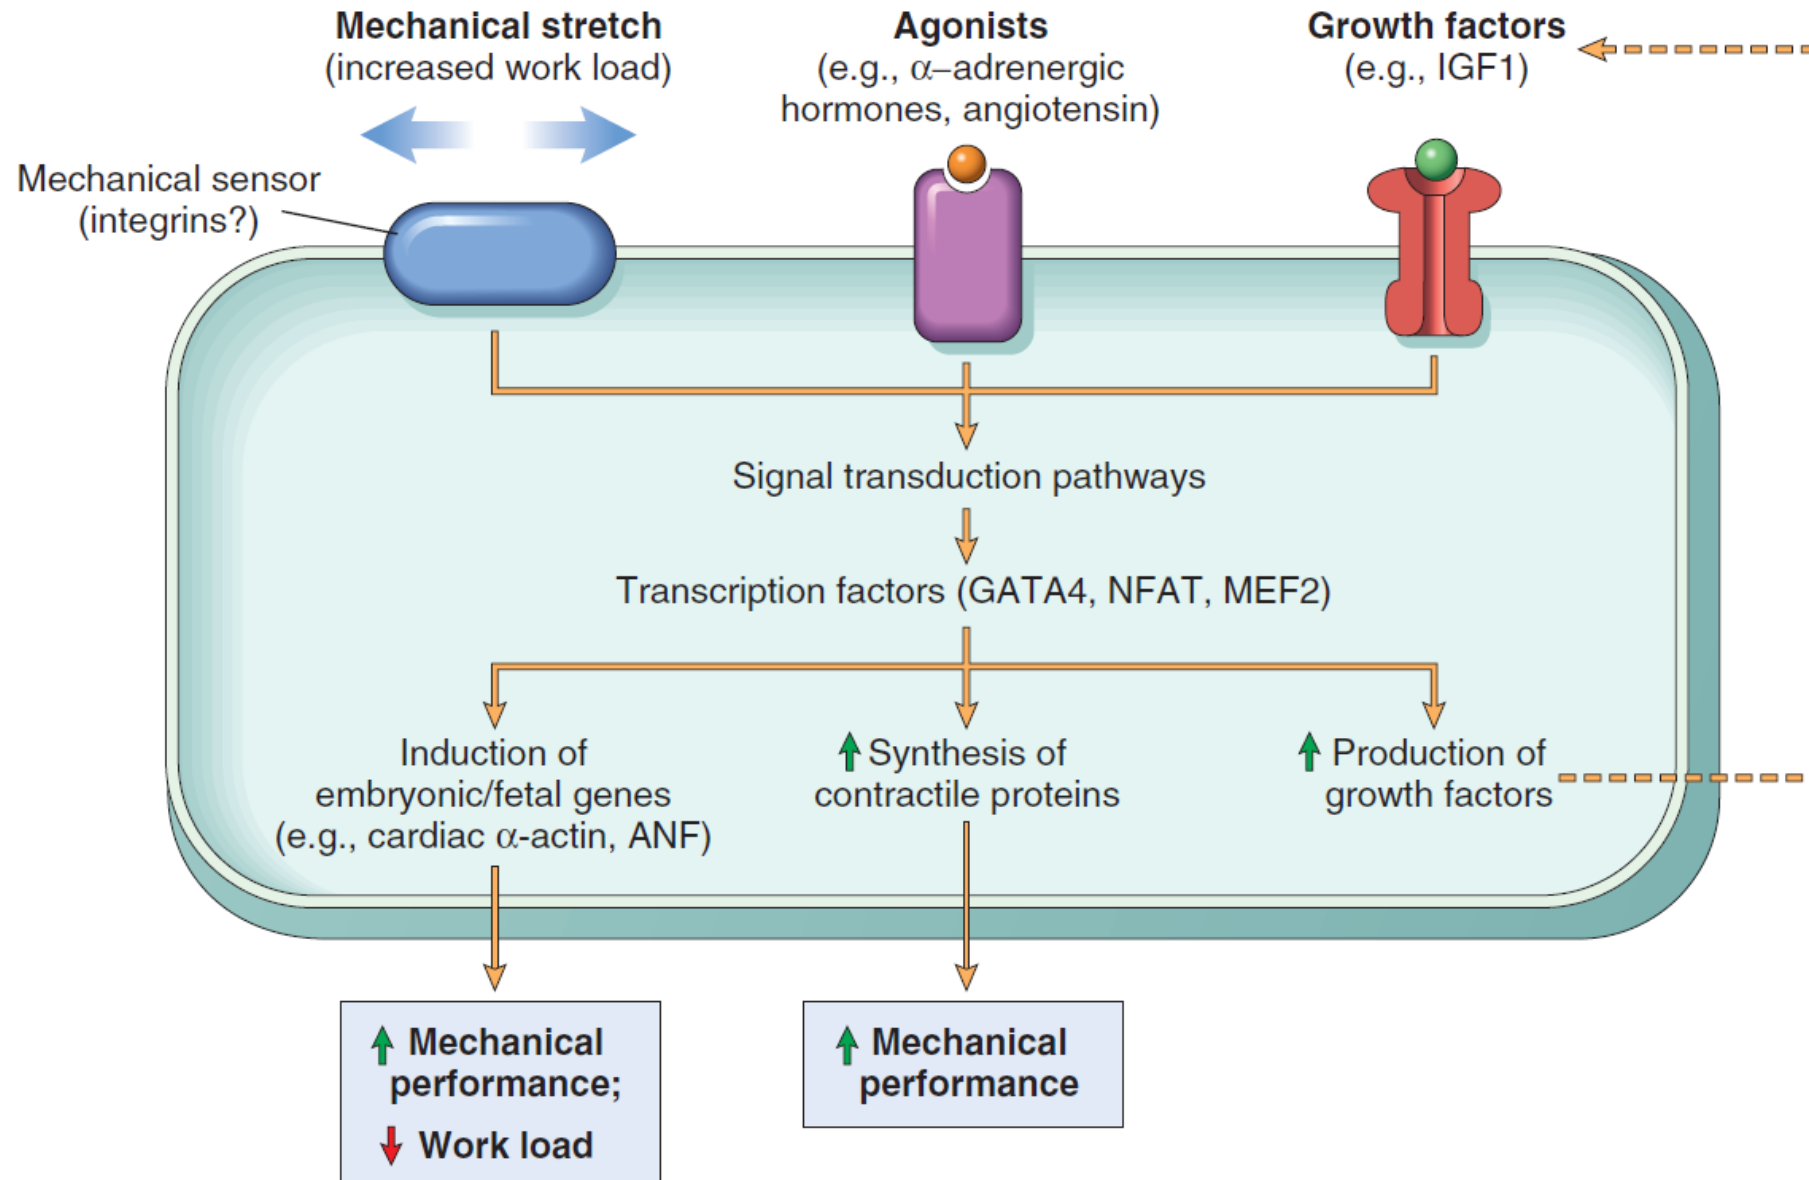 Mechanical stretch
(increased work load)
Agonists
(e.g., α–adrenergic
hormones, angiotensin)
Growth factors
(e.g., IGF1)
Mechanical sensor
(integrins?)
Signal transduction pathways
Transcription factors (GATA4, NFAT, MEF2)
Induction of
embryonic/fetal genes
(e.g., cardiac α-actin, ANF)
Synthesis of
contractile proteins
Production of
growth factors
Mechanical
performance;
Work load
Mechanical
performance